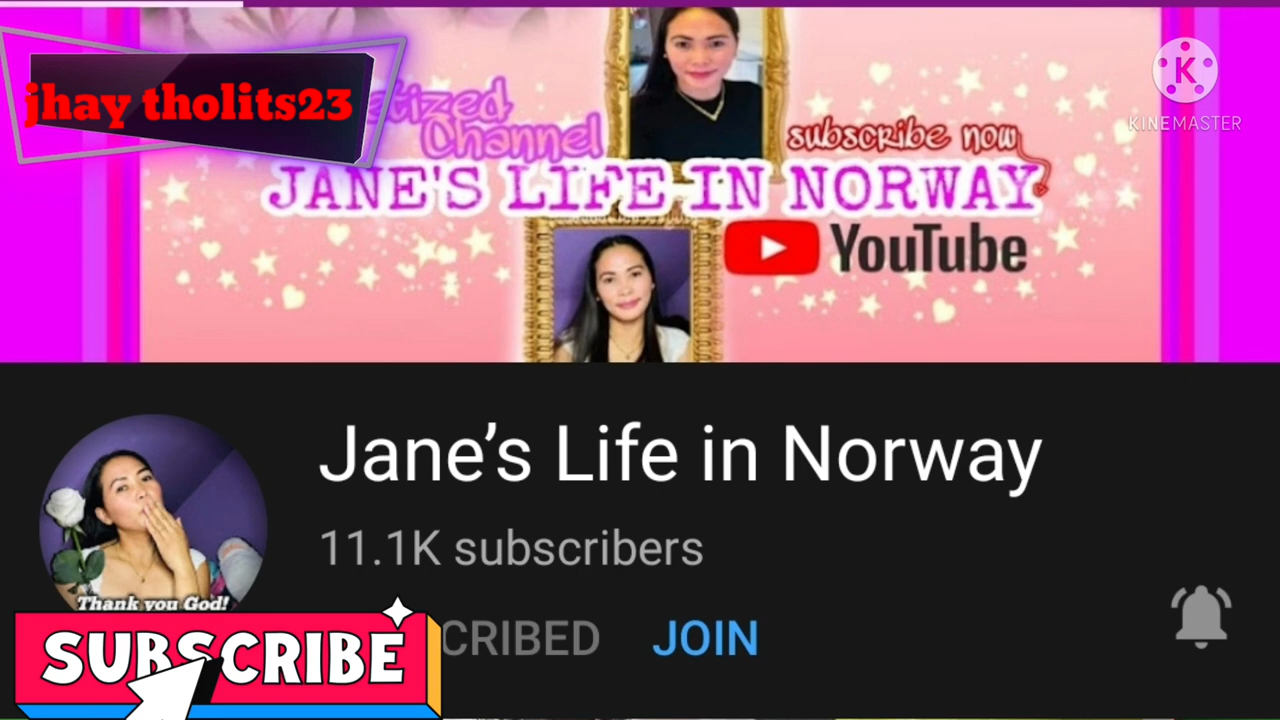 jhay tholits23
Channel
subscribe now
JANE'S LIFE IN NORWAY
YouTube
K
KINEMASTER
Jane's Life in Norway
11.1K subscribers
Thank you God!
SUBSCRIBE
JOIN